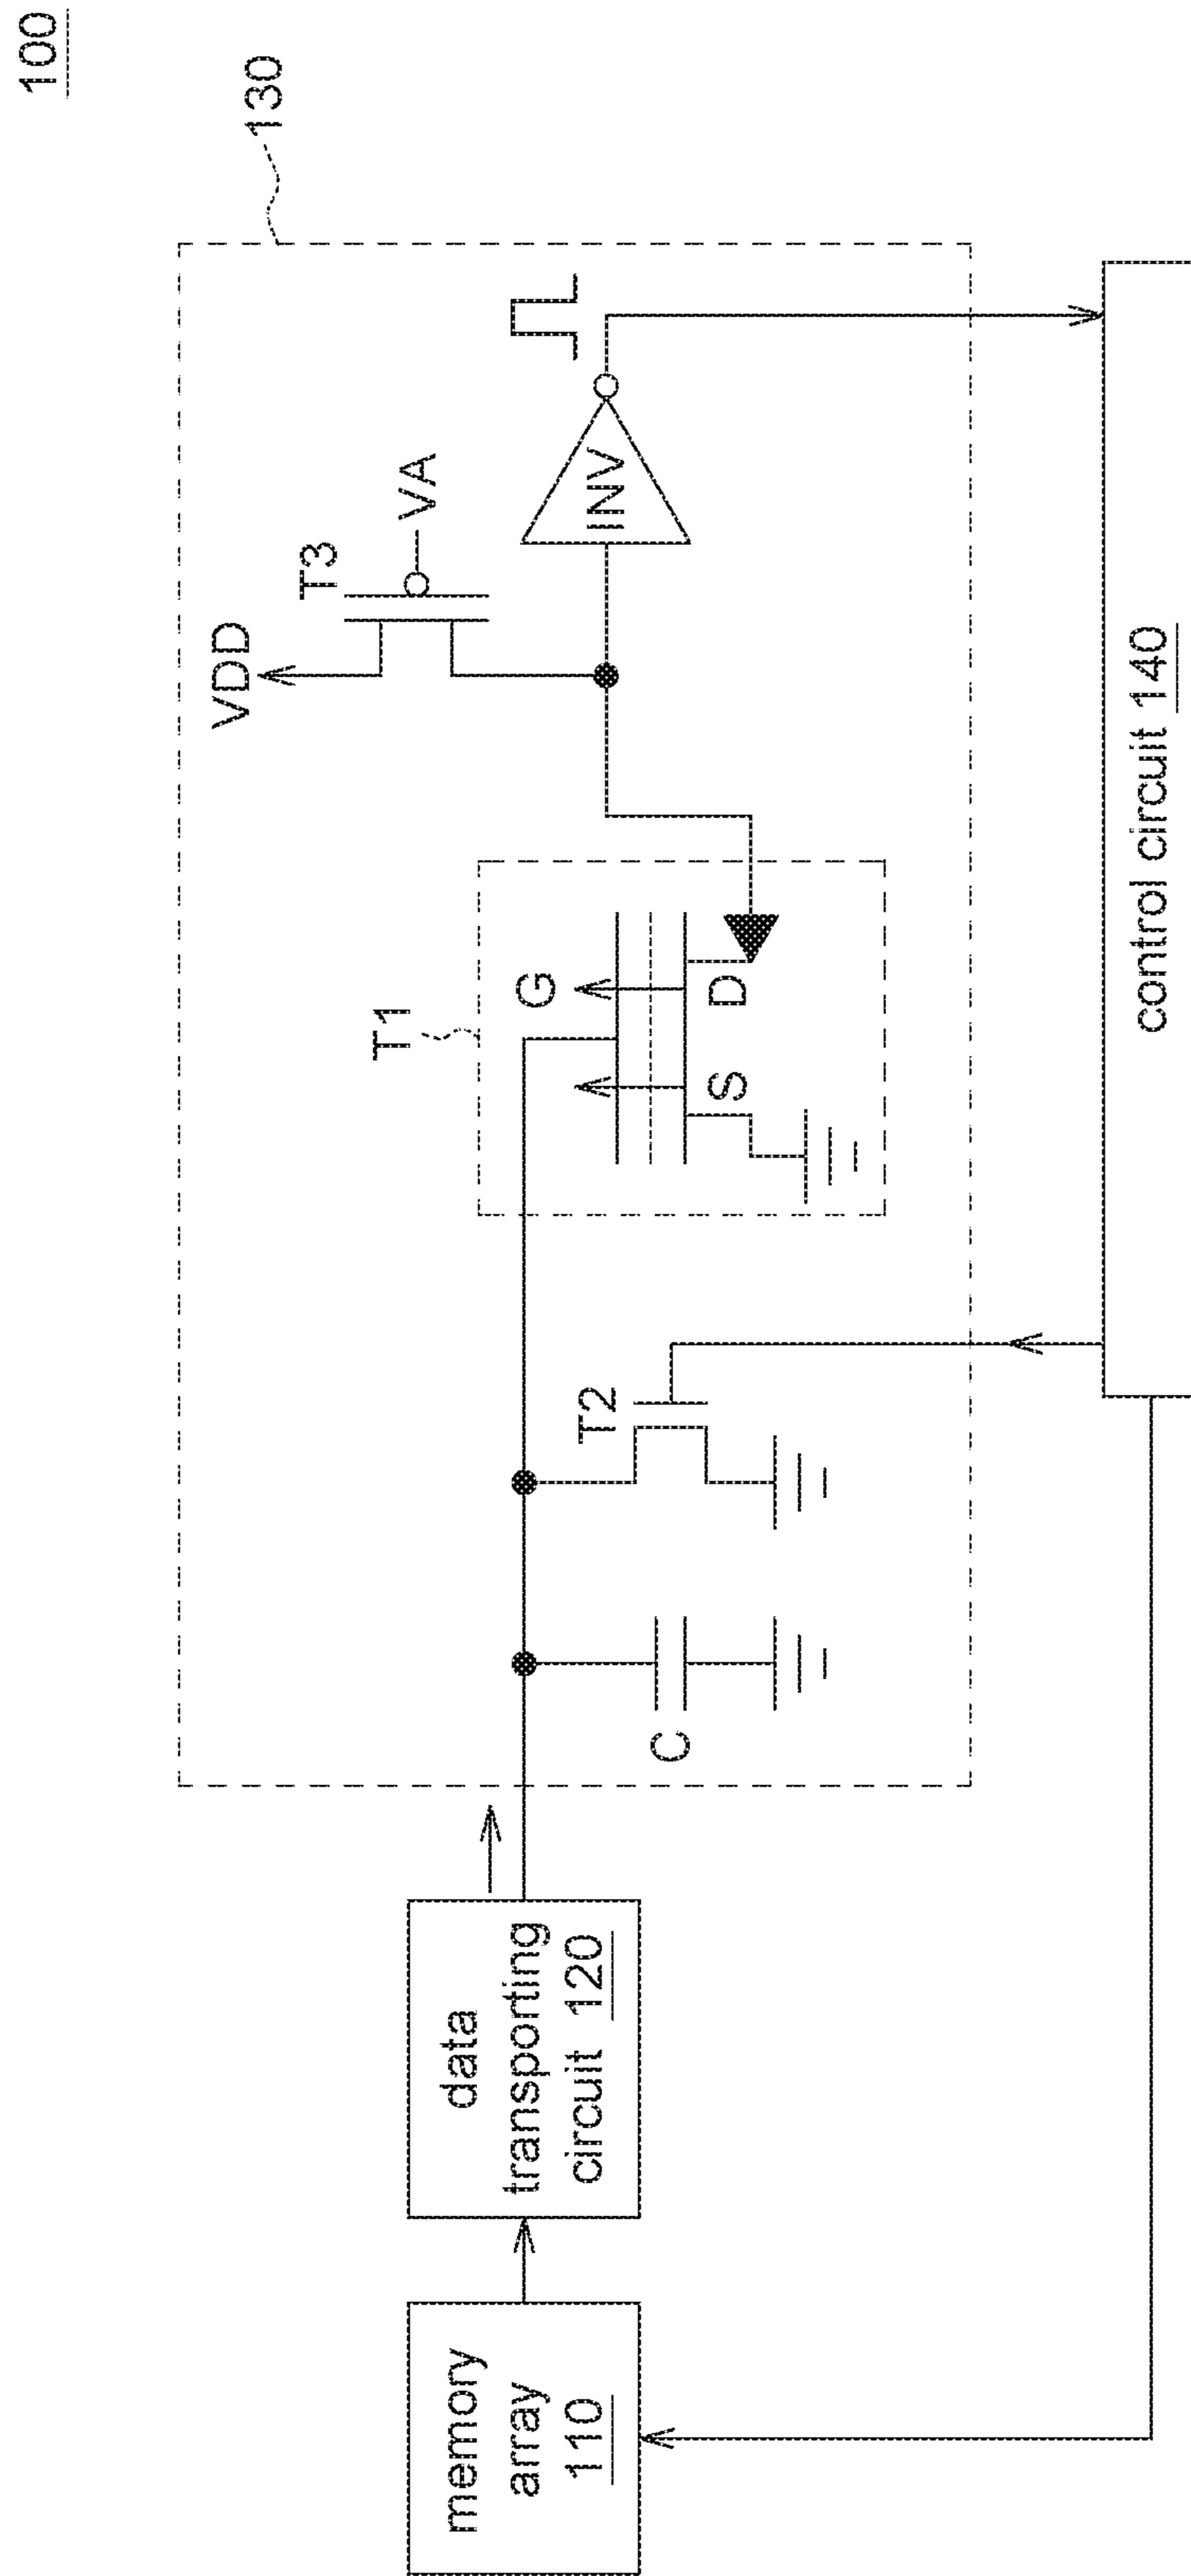 100
130
VDD
T3
VA
INV
T1
G
S
D
T2
C
data
transporting
circuit 120
memory
array
110
control circuit 140